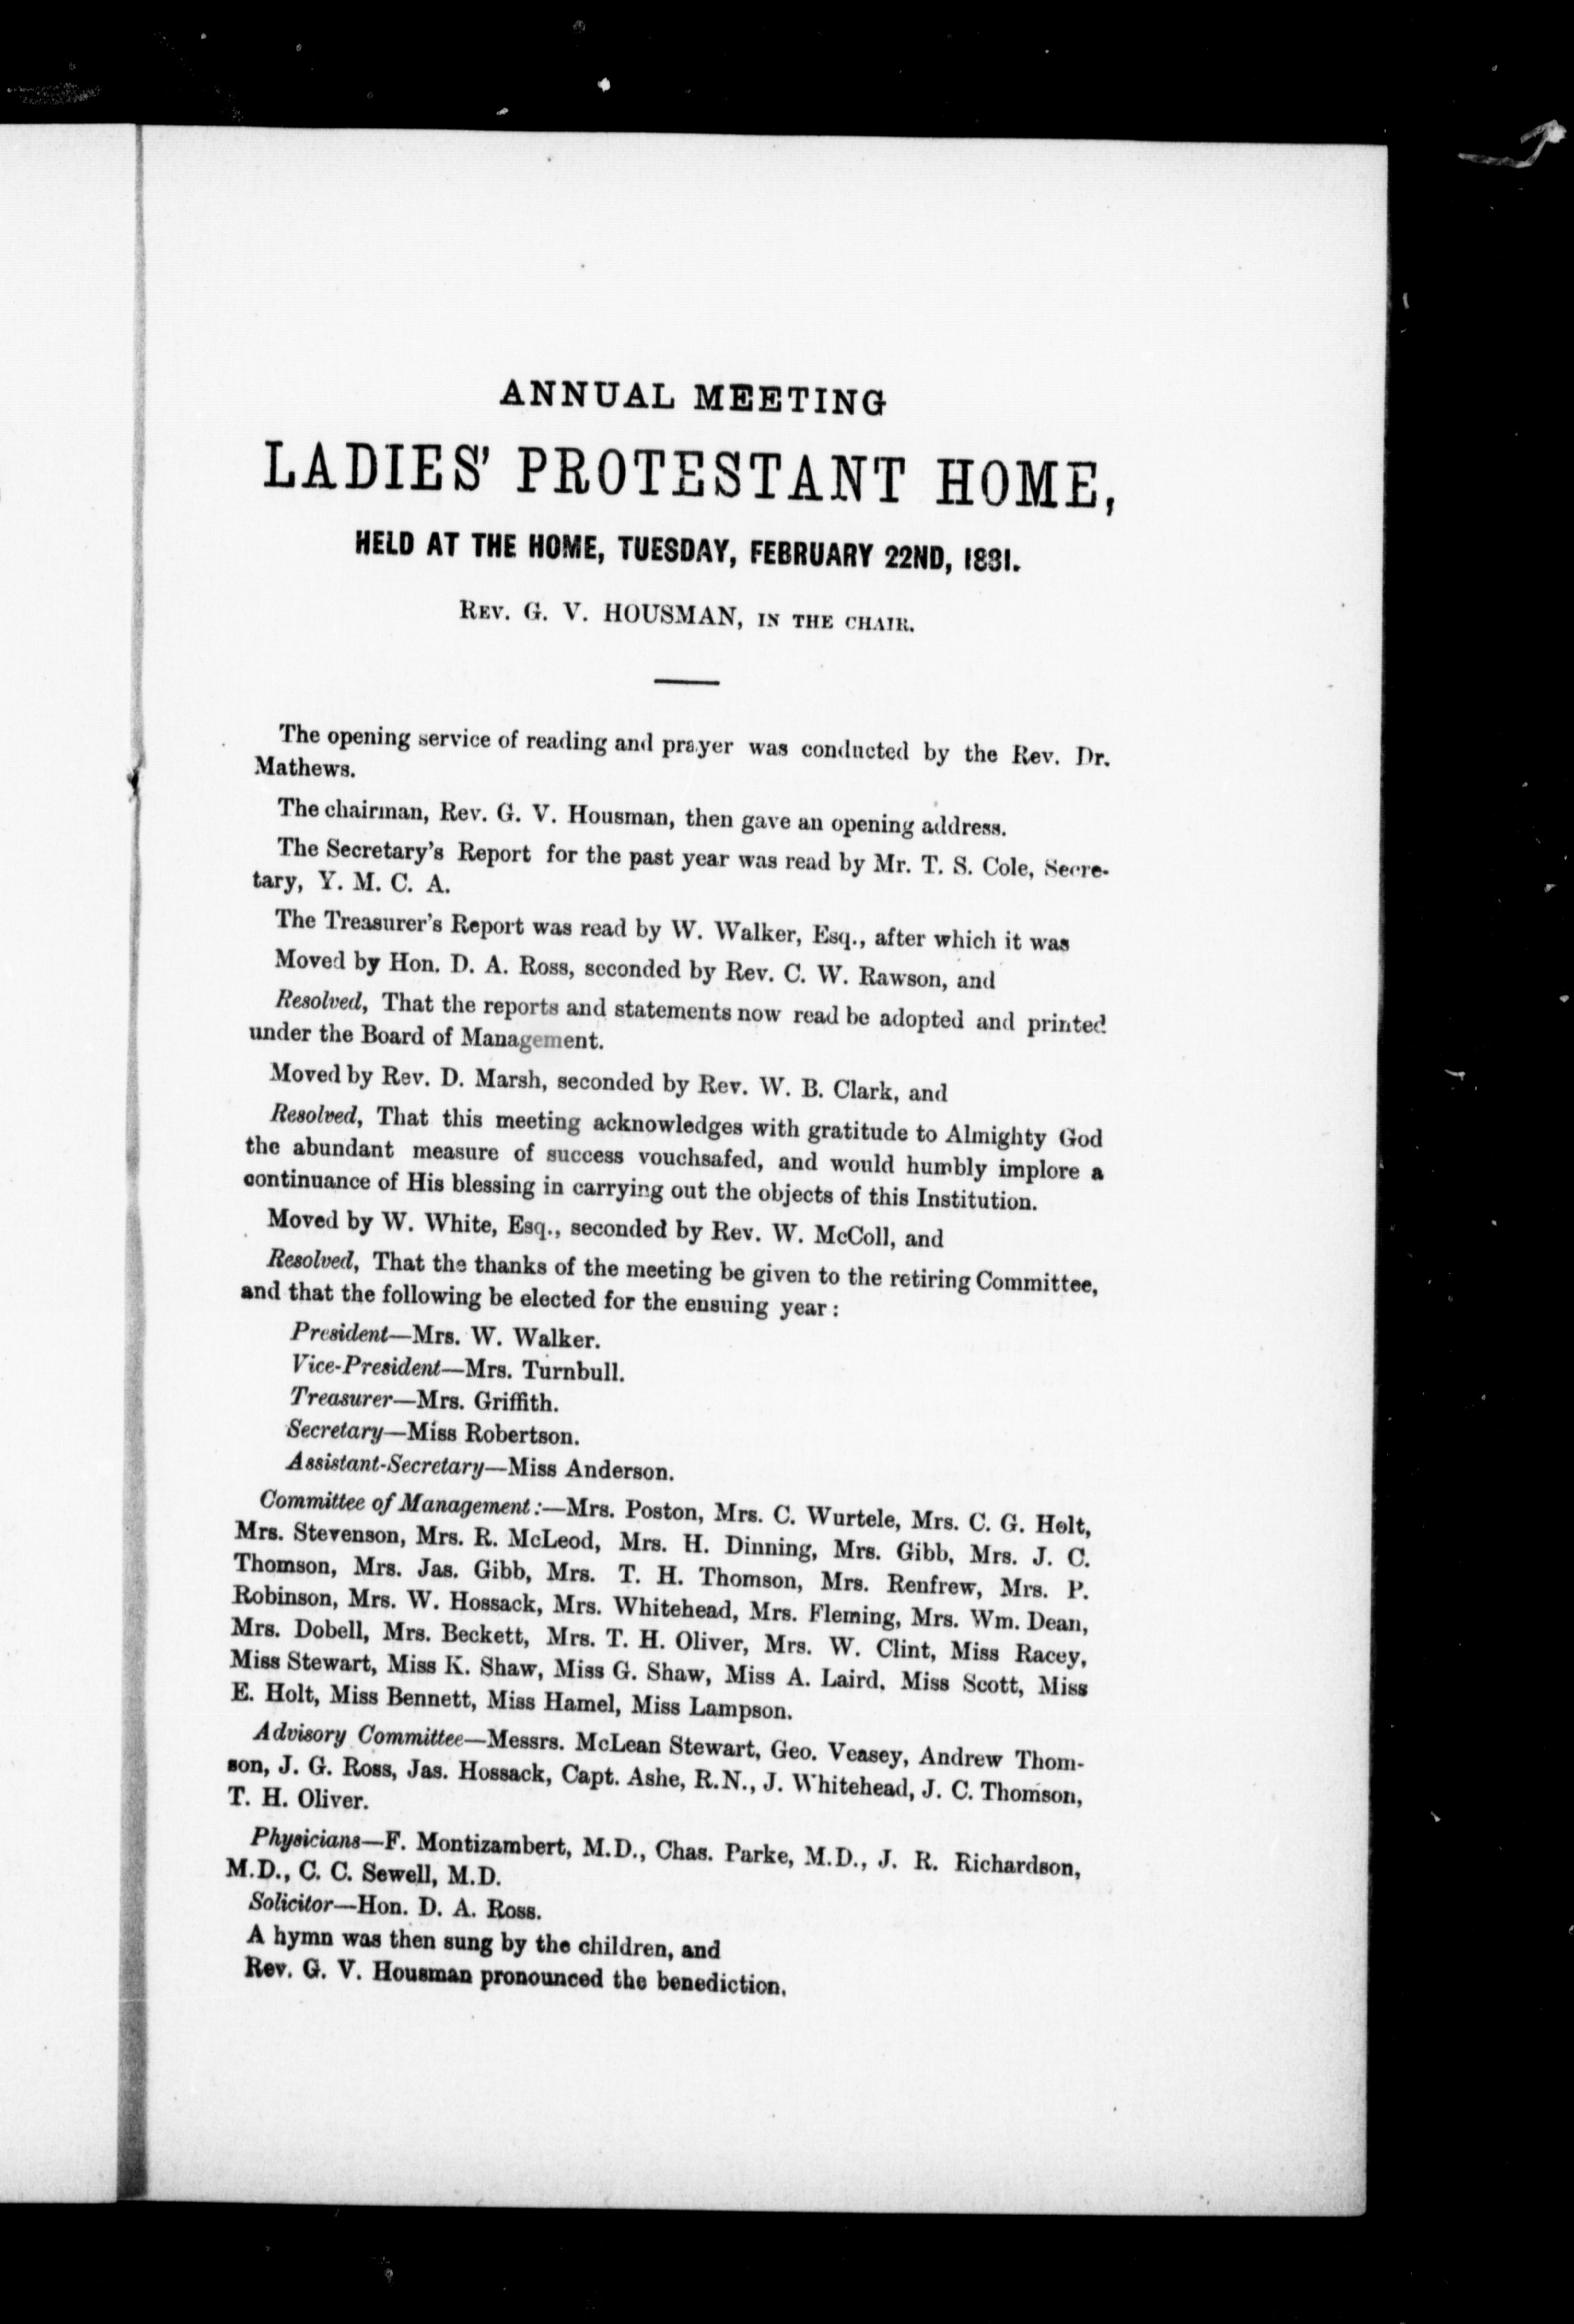 ANNUAL MEETING
LADIES' PROTESTANT HOME,
HELD AT THE HOME, TUESDAY, FEBRUARY 22ND, 1881.
REV. G. V. HOUSMAN, IN THE CHAIR.
The opening service of reading and prayer was conducted by the Rev. Dr.
Mathews.
The chairman, Rev. G. V. Housman, then gave an opening address.
The Secretary's Report for the past year was read by Mr. T. S. Cole, Secre-
tary, Y. M. C. A.
The Treasurer's Report was read by W. Walker, Esq., after which it was
Moved by Hon. D. A. Ross, seconded by Rev. C. W. Rawson, and
Resolved, That the reports and statements now read be adopted and printed
under the Board of Management.
Moved by Rev. D. Marsh, seconded by Rev. W. B. Clark, and
Resolved, That this meeting acknowledges with gratitude to Almighty God
the abundant measure of success vouchsafed, and would humbly implore a
continuance of His blessing in carrying out the objects of this Institution.
Moved by W. White, Esq., seconded by Rev. W. McColl, and
Resolved, That the thanks of the meeting be given to the retiring Committee,
and that the following be elected for the ensuing year :
President—Mrs. W. Walker.
Vice-President—Mrs. Turnbull.
Treasurer—Mrs. Griffith.
Secretary—Miss Robertson.
Assistant-Secretary—Miss Anderson.
Committee of Management :—Mrs. Poston, Mrs. C. Wurtele, Mrs. C. G. Holt,
Mrs. Stevenson, Mrs. R. McLeod, Mrs. H. Dinning, Mrs. Gibb, Mrs. J. C.
Thomson, Mrs. Jas. Gibb, Mrs. T. H. Thomson, Mrs. Renfrew, Mrs. P.
Robinson, Mrs. W. Hossack, Mrs. Whitehead, Mrs. Fleming, Mrs. Wm. Dean,
Mrs. Dobell, Mrs. Beckett, Mrs. T. H. Oliver, Mrs. W. Clint, Miss Racey,
Miss Stewart, Miss K. Shaw, Miss G. Shaw, Miss A. Laird, Miss Scott, Miss
E. Holt, Miss Bennett, Miss Hamel, Miss Lampson.
Advisory Committee—Messrs. McLean Stewart, Geo. Veasey, Andrew Thom-
son, J. G. Ross, Jas. Hossack, Capt. Ashe, R.N., J. Whitehead, J. C. Thomson,
T. H. Oliver.
Physicians—F. Montizambert, M.D., Chas. Parke, M.D., J. R. Richardson,
M.D., C. C. Sewell, M.D.
Solicitor—Hon. D. A. Ross.
A hymn was then sung by the children, and
Rev. G. V. Housman pronounced the benediction.